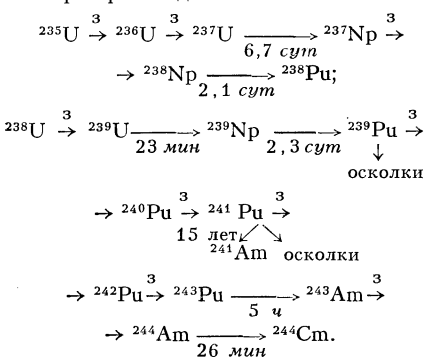 ²³⁵U →З ²³⁶U →З ²³⁷U → 6,7 сут ²³⁷Np →З
→ ²³⁸Np → 2,1 сут ²³⁸Pu;
²³⁸U →З ²³⁹U → 23 мин ²³⁹Np → 2,3 сут ²³⁹Pu →З
↓
осколки
→ ²⁴⁰Pu →З ²⁴¹Pu →З
15 лет ↙ ↘
²⁴¹Am осколки
→ ²⁴²Pu →З ²⁴³Pu → 5 ч ²⁴³Am →З
→ ²⁴⁴Am → 26 мин ²⁴⁴Cm.